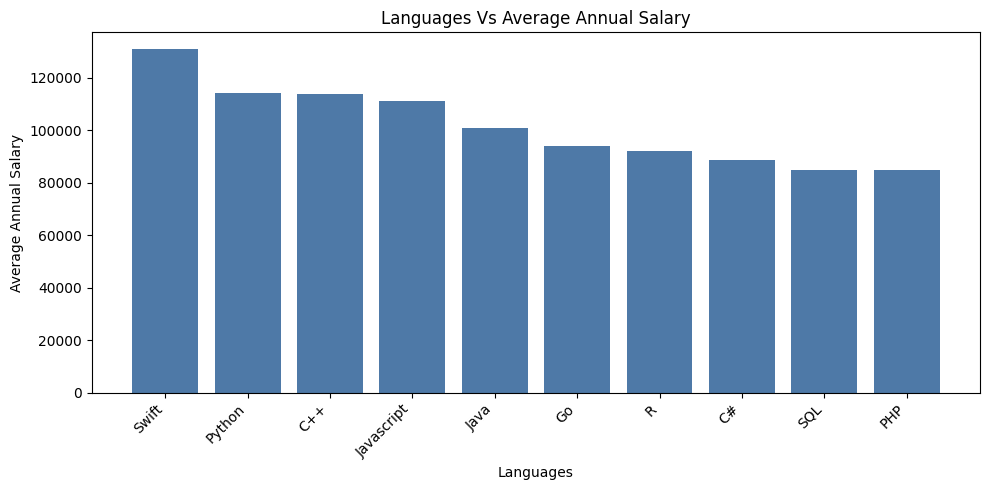 Languages Vs Average Annual Salary
Average Annual Salary
120000
100000
80000
60000
40000
20000
0
Swift
Python
C++
Javascript
Java
Go
R
C#
SQL
PHP
Languages